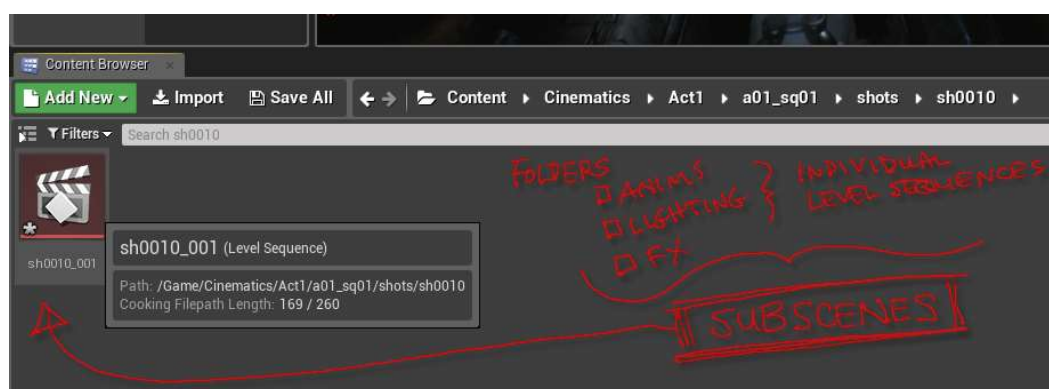 Content Browser
Add New Import Save All Content Cinematics Act1 a01_sq01 shots sh0010
Filters Search sh0010
FOLDERS
ANIMS
LIGHTING
FX
INDIVIDUAL
LEVEL SEQUENCES
sh0010_001 (Level Sequence)
sh0010_001
Path: /Game/Cinematics/Act1/a01_sq01/shots/sh0010
Cooking Filepath Length: 169 / 260
SUBSCENES